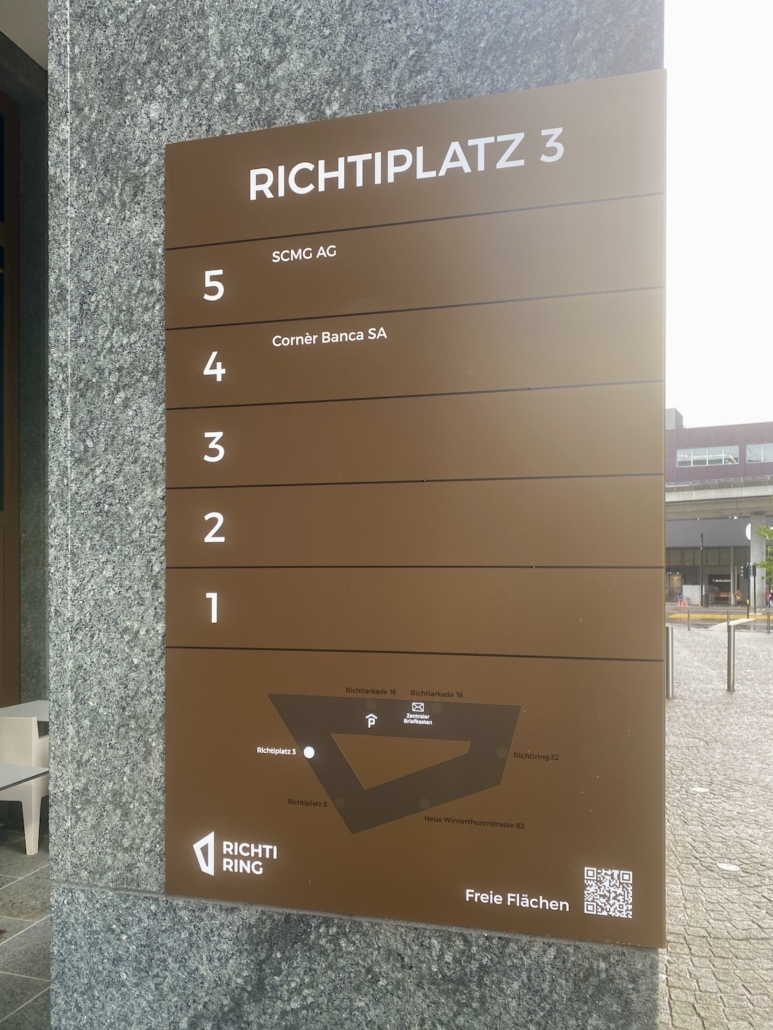 RICHTIPLATZ 3
5
SCMG AG
4
Cornèr Banca SA
3
2
1
Richtiarkade 16
Richtiarkade 18
P
Zentraler
Briefkasten
Richtiplatz 3
Richtiring 22
Richtiplatz 5
Neue Winterthurerstrasse 82
RICHTI
RING
Freie Flächen